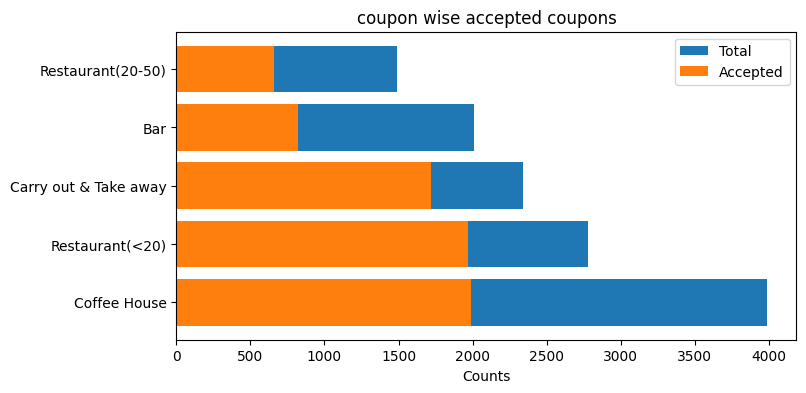 coupon wise accepted coupons
Total
Accepted
Restaurant(20-50)
Bar
Carry out & Take away
Restaurant(<20)
Coffee House
0 500 1000 1500 2000 2500 3000 3500 4000
Counts